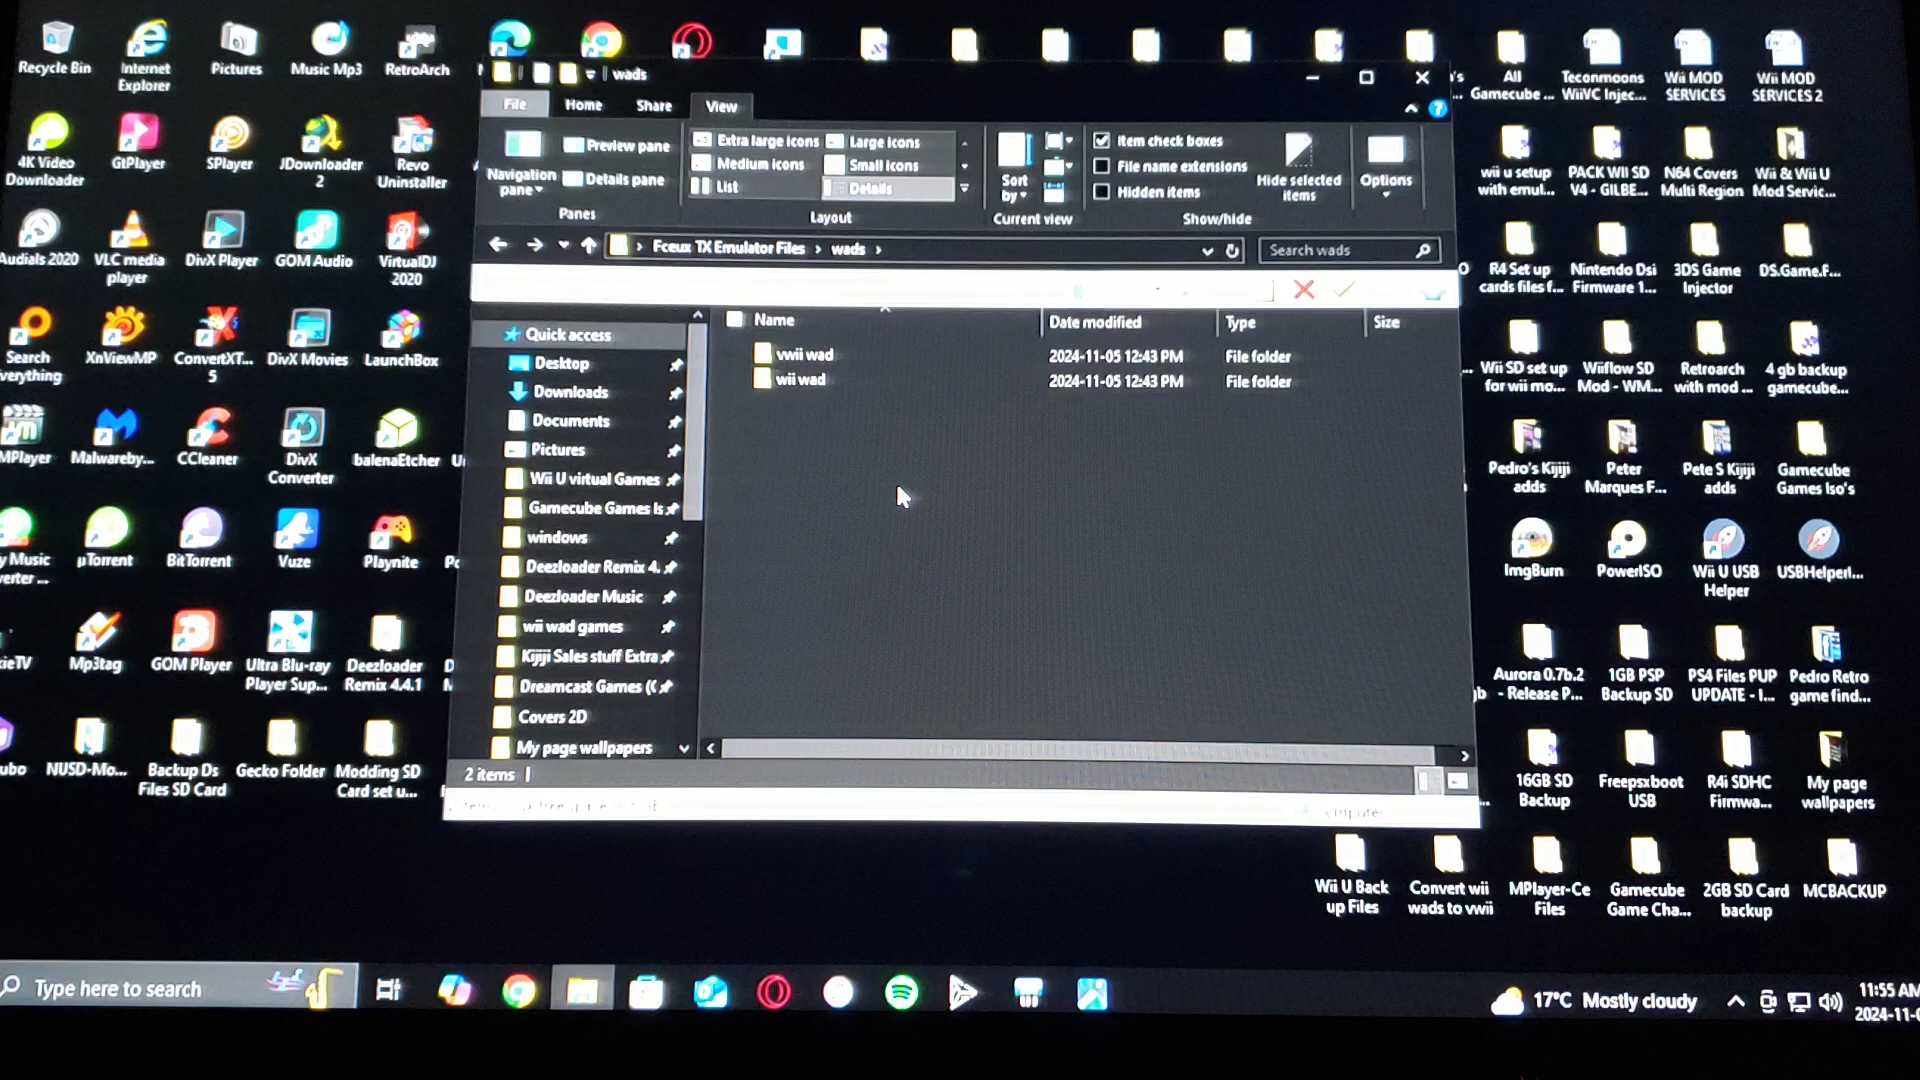 Recycle Bin
Internet
Explorer
Pictures
Music Mp3
RetroArch
4K Video
Downloader
GtPlayer
SPlayer
JDownloader
2
Revo
Uninstaller
Audials 2020
VLC media
player
DivX Player
GOM Audio
VirtualDJ
2020
Search
XnViewMP
ConvertXT...
5
DivX Movies
LaunchBox
MPlayer
Malwareby...
CCleaner
DivX
Converter
balenaEtcher
µTorrent
BitTorrent
Vuze
Playnite
Mp3tag
GOM Player
Ultra Blu-ray
Player Sup...
Deezloader
Remix 4.4.1
NUSD-Mo...
Backup Ds
Files SD Card
Gecko Folder
Modding SD
Card set u...
wads
File
Home
Share
View
Navigation
pane
Preview pane
Details pane
Panes
Extra large icons
Large icons
Medium icons
Small icons
List
Details
Layout
Sort
by
Current view
Item check boxes
File name extensions
Hidden items
Hide selected
items
Show/hide
Options
Fceux TX Emulator Files > wads >
Search wads
Name
Date modified
Type
Size
vwii wad
2024-11-05 12:43 PM
File folder
wii wad
2024-11-05 12:43 PM
File folder
Quick access
Desktop
Downloads
Documents
Pictures
Wii U virtual Games
Gamecube Games Is
windows
Deezloader Remix 4.
Deezloader Music
wii wad games
Kijiji Sales stuff Extra
Dreamcast Games ((
Covers 2D
My page wallpapers
2 items
All
Gamecube ...
Teconmoons
WiiVC Injec...
Wii MOD
SERVICES
Wii MOD
SERVICES 2
wii u setup
with emul...
PACK WII SD
V4 - GILBE...
N64 Covers
Multi Region
Wii & Wii U
Mod Servic...
R4 Set up
cards files f...
Nintendo Dsi
Firmware 1...
3DS Game
Injector
DS.Game.F...
Wii SD set up
for wii mo...
Wiiflow SD
Mod - WM...
Retroarch
with mod ...
4 gb backup
gamecube...
Pedro's Kijiji
adds
Peter
Marques F...
Pete S Kijiji
adds
Gamecube
Games Iso's
ImgBurn
PowerISO
Wii U USB
Helper
USBHelperI...
Aurora 0.7b.2
- Release P...
1GB PSP
Backup SD
PS4 Files PUP
UPDATE - I...
Pedro Retro
game find...
16GB SD
Backup
Freepsxboot
USB
R4i SDHC
Firmwa...
My page
wallpapers
Wii U Back
up Files
Convert wii
wads to vwii
MPlayer-Ce
Files
Gamecube
Game Cha...
2GB SD Card
backup
MCBACKUP
Type here to search
17°C Mostly cloudy
11:55 AM